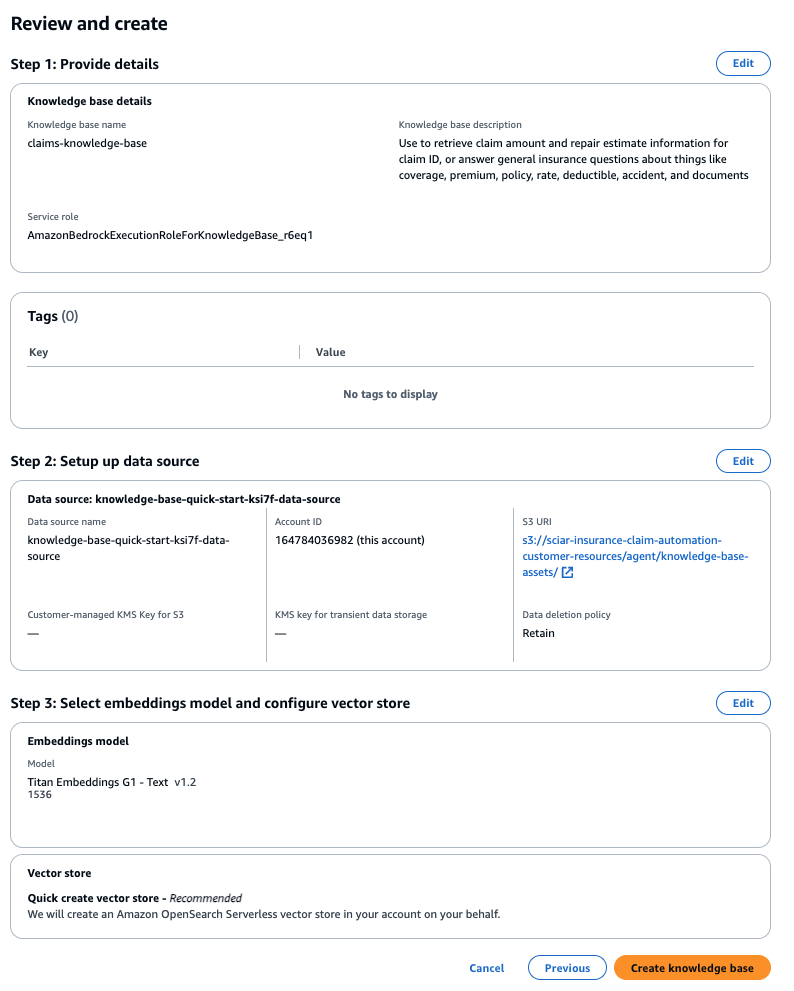 Review and create
Step 1: Provide details
Edit
Knowledge base details
Knowledge base name
claims-knowledge-base
Knowledge base description
Use to retrieve claim amount and repair estimate information for
claim ID, or answer general insurance questions about things like
coverage, premium, policy, rate, deductible, accident, and documents
Service role
AmazonBedrockExecutionRoleForKnowledgeBase_r6eq1
Tags (0)
Key
Value
No tags to display
Step 2: Setup up data source
Edit
Data source: knowledge-base-quick-start-ksi7f-data-source
Data source name
knowledge-base-quick-start-ksi7f-data-
source
Account ID
164784036982 (this account)
S3 URI
s3://sciar-insurance-claim-automation-
customer-resources/agent/knowledge-base-
assets/
Customer-managed KMS Key for S3
—
KMS key for transient data storage
—
Data deletion policy
Retain
Step 3: Select embeddings model and configure vector store
Edit
Embeddings model
Model
Titan Embeddings G1 - Text v1.2
1536
Vector store
Quick create vector store - Recommended
We will create an Amazon OpenSearch Serverless vector store in your account on your behalf.
Cancel
Previous
Create knowledge base